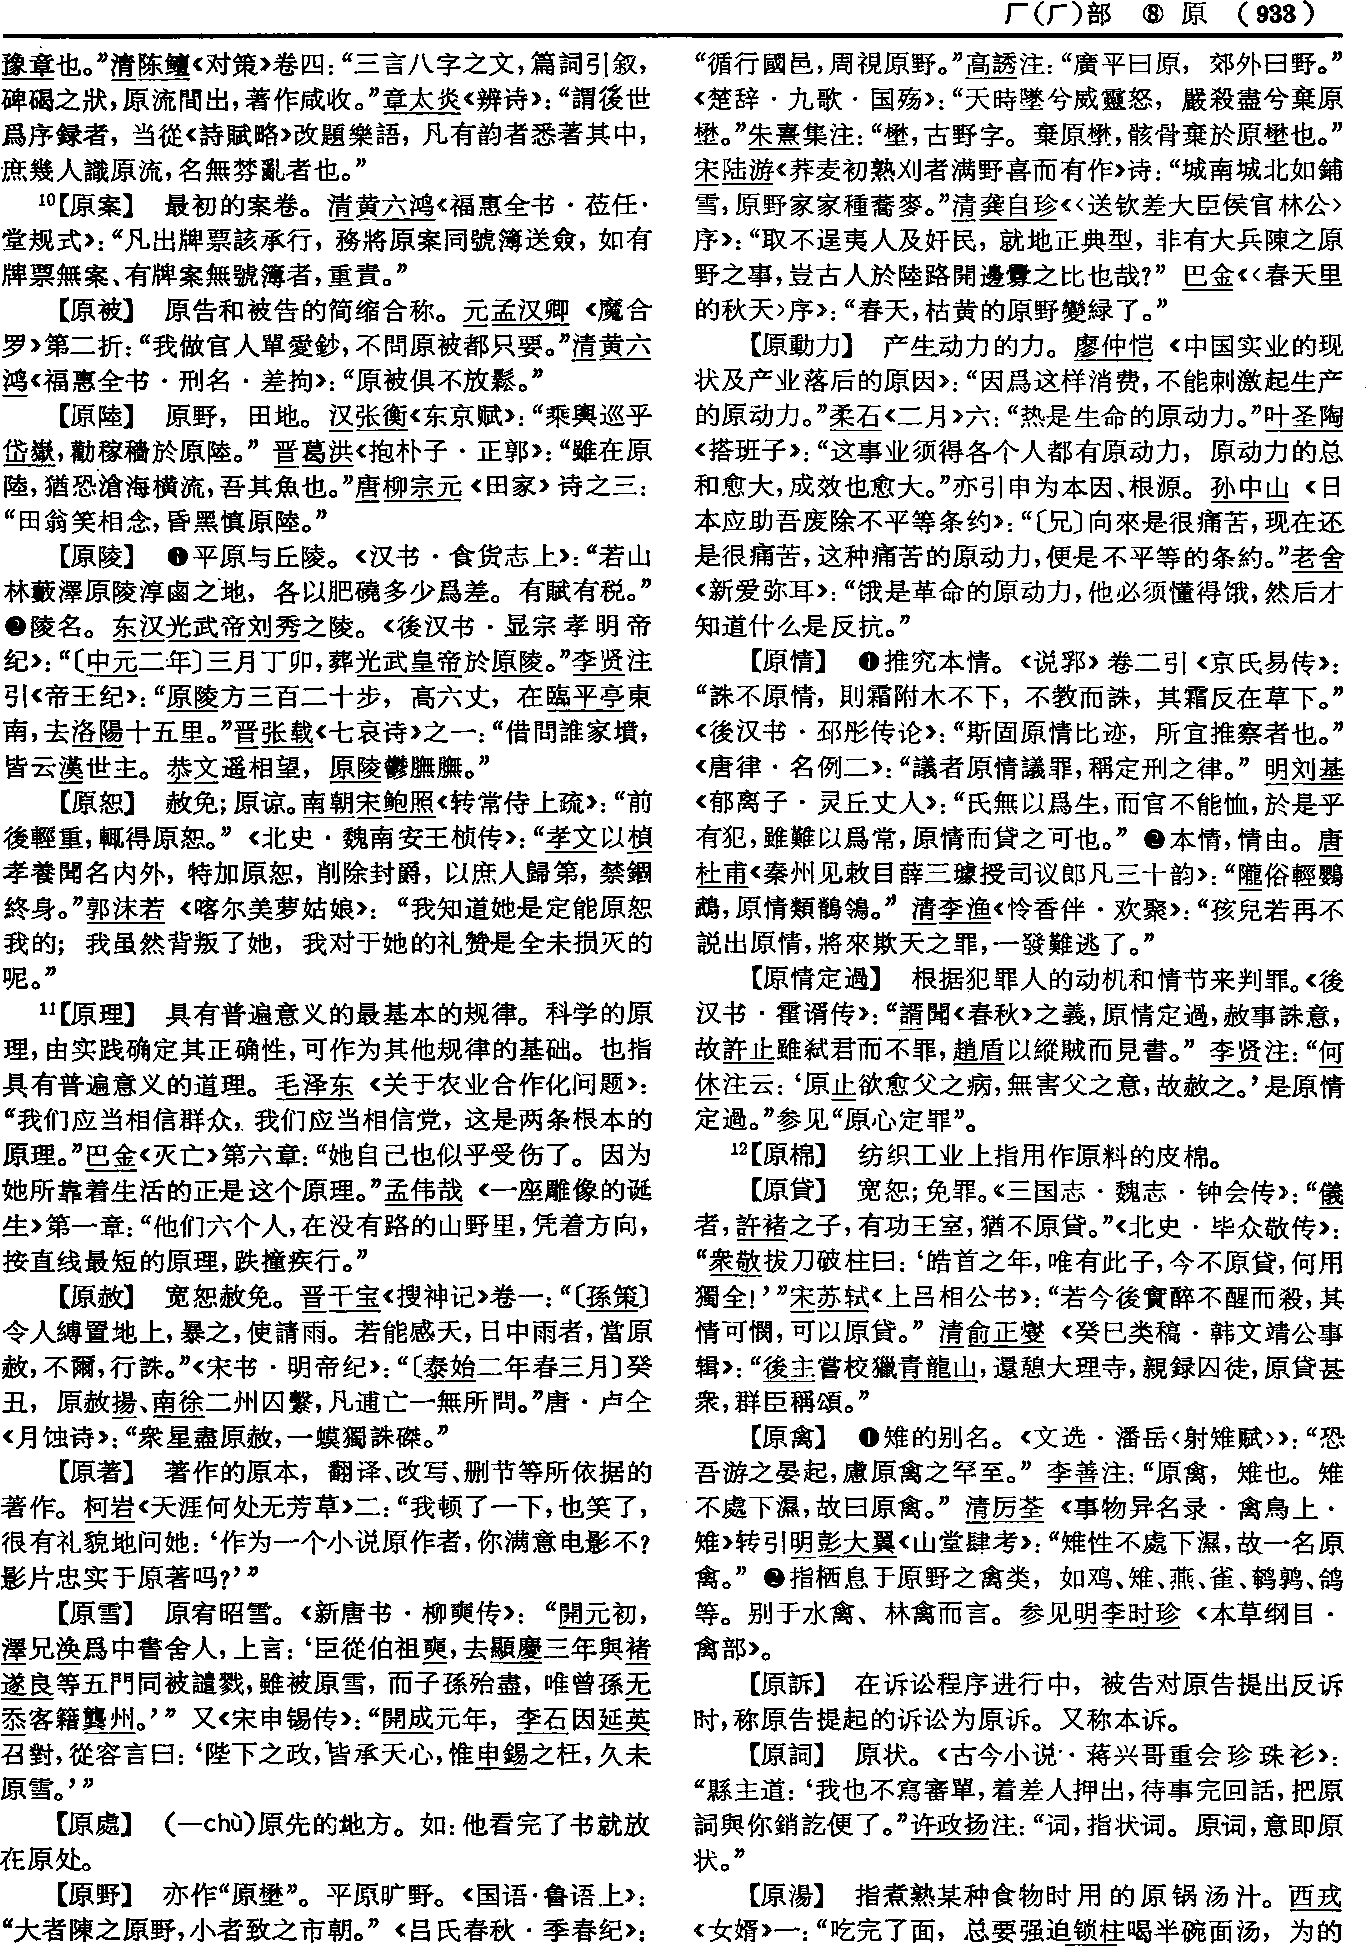 厂(厂)部 ⑧ 原 (933)
豫章也。”清陈鳣《对策》卷四：“三言八字之文，篇詞引叙，
碑碣之狀，原流間出，著作咸收。”章太炎《辨诗》：“謂後世
爲序録者，当從《詩賦略》改題樂語，凡有韵者悉著其中，
庶幾人識原流，名無棼亂者也。”
10【原案】 最初的案卷。清黄六鸿《福惠全书·莅任·
堂规式》：“凡出牌票該承行，務將原案同號簿送僉，如有
牌票無案、有牌案無號簿者，重責。”
【原被】 原告和被告的简缩合称。元孟汉卿《魔合
罗》第二折：“我做官人單愛鈔，不問原被都只要。”清黄六
鸿《福惠全书·刑名·差拘》：“原被俱不放鬆。”
【原陸】 原野，田地。汉张衡《东京赋》：“乘輿巡乎
岱嶽，勸稼穡於原陸。”晋葛洪《抱朴子·正郭》：“雖在原
陸，猶恐滄海横流，吾其魚也。”唐柳宗元《田家》诗之三：
“田翁笑相念，昏黑慎原陸。”
【原陵】 ❶平原与丘陵。《汉书·食货志上》：“若山
林藪澤原陵淳鹵之地，各以肥磽多少爲差。有賦有税。”
❷陵名。东汉光武帝刘秀之陵。《後汉书·显宗孝明帝
纪》：“〔中元二年〕三月丁卯，葬光武皇帝於原陵。”李贤注
引《帝王纪》：“原陵方三百二十步，高六丈，在臨平亭東
南，去洛陽十五里。”晋张载《七哀诗》之一：“借問誰家墳，
皆云漢世主。恭文遥相望，原陵鬱膴膴。”
【原恕】 赦免；原谅。南朝宋鲍照《转常侍上疏》：“前
後輕重，輒得原恕。”《北史·魏南安王桢传》：“孝文以楨
孝養聞名内外，特加原恕，削除封爵，以庶人歸第，禁錮
終身。”郭沫若《喀尔美萝姑娘》：“我知道她是定能原恕
我的；我虽然背叛了她，我对于她的礼赞是全未损灭的
呢。”
11【原理】 具有普遍意义的最基本的规律。科学的原
理，由实践确定其正确性，可作为其他规律的基础。也指
具有普遍意义的道理。毛泽东《关于农业合作化问题》：
“我们应当相信群众，我们应当相信党，这是两条根本的
原理。”巴金《灭亡》第六章：“她自己也似乎受伤了。因为
她所靠着生活的正是这个原理。”孟伟哉《一座雕像的诞
生》第一章：“他们六个人，在没有路的山野里，凭着方向，
按直线最短的原理，跌撞疾行。”
【原赦】 宽恕赦免。晋干宝《搜神记》卷一：“〔孫策〕
令人縛置地上，暴之，使請雨。若能感天，日中雨者，當原
赦，不爾，行誅。”《宋书·明帝纪》：“〔泰始二年春三月〕癸
丑，原赦揚、南徐二州囚繫，凡逋亡一無所問。”唐·卢仝
《月蚀诗》：“衆星盡原赦，一蟆獨誅磔。”
【原著】 著作的原本，翻译、改写、删节等所依据的
著作。柯岩《天涯何处无芳草》二：“我顿了一下，也笑了，
很有礼貌地问她：‘作为一个小说原作者，你满意电影不？
影片忠实于原著吗？’”
【原雪】 原宥昭雪。《新唐书·柳奭传》：“開元初，
澤兄涣爲中書舍人，上言：‘臣從伯祖奭，去顯慶三年與褚
遂良等五門同被譴戮，雖被原雪，而子孫殆盡，唯曾孫无
忝客籍龔州。’”又《宋申锡传》：“開成元年，李石因延英
召對，從容言曰：‘陛下之政，皆承天心，惟申錫之枉，久未
原雪。’”
【原處】 (—chù)原先的地方。如：他看完了书就放
在原处。
【原野】 亦作“原壄”。平原旷野。《国语·鲁语上》：
“大者陳之原野，小者致之市朝。”《吕氏春秋·季春纪》：
“循行國邑，周視原野。”高誘注：“廣平曰原，郊外曰野。”
《楚辞·九歌·国殇》：“天時墜兮威靈怒，嚴殺盡兮棄原
壄。”朱熹集注：“壄，古野字。棄原壄，骸骨棄於原壄也。”
宋陆游《荞麦初熟刈者满野喜而有作》诗：“城南城北如鋪
雪，原野家家種蕎麥。”清龚自珍《〈送钦差大臣侯官林公〉
序》：“取不逞夷人及奸民，就地正典型，非有大兵陳之原
野之事，豈古人於陸路開邊釁之比也哉？”巴金《〈春天里
的秋天〉序》：“春天，枯黄的原野變緑了。”
【原動力】 产生动力的力。廖仲恺《中国实业的现
状及产业落后的原因》：“因爲这样消费，不能刺激起生产
的原动力。”柔石《二月》六：“热是生命的原动力。”叶圣陶
《搭班子》：“这事业须得各个人都有原动力，原动力的总
和愈大，成效也愈大。”亦引申为本因、根源。孙中山《日
本应助吾废除不平等条约》：“〔兄〕向來是很痛苦，现在还
是很痛苦，这种痛苦的原动力，便是不平等的条約。”老舍
《新爱弥耳》：“饿是革命的原动力，他必须懂得饿，然后才
知道什么是反抗。”
【原情】 ❶推究本情。《说郛》卷二引《京氏易传》：
“誅不原情，則霜附木不下，不教而誅，其霜反在草下。”
《後汉书·邳彤传论》：“斯固原情比迹，所宜推察者也。”
《唐律·名例二》：“議者原情議罪，稱定刑之律。”明刘基
《郁离子·灵丘丈人》：“氏無以爲生，而官不能恤，於是乎
有犯，雖難以爲常，原情而貸之可也。”❷本情，情由。唐
杜甫《秦州见敕目薛三璩授司议郎凡三十韵》：“隴俗輕鸚
鵡，原情類鶺鴒。”清李渔《怜香伴·欢聚》：“孩兒若再不
説出原情，將來欺天之罪，一發難逃了。”
【原情定過】 根据犯罪人的动机和情节来判罪。《後
汉书·霍谞传》：“諝聞《春秋》之義，原情定過，赦事誅意，
故許止雖弒君而不罪，趙盾以縱賊而見書。”李贤注：“何
休注云：‘原止欲愈父之病，無害父之意，故赦之。’是原情
定過。”参见“原心定罪”。
12【原棉】 纺织工业上指用作原料的皮棉。
【原貸】 宽恕；免罪。《三国志·魏志·钟会传》：“儀
者，許褚之子，有功王室，猶不原貸。”《北史·毕众敬传》：
“衆敬拔刀破柱曰：‘皓首之年，唯有此子，今不原貸，何用
獨全！’”宋苏轼《上吕相公书》：“若今後實醉不醒而殺，其
情可憫，可以原貸。”清俞正燮《癸巳类稿·韩文靖公事
辑》：“後主嘗校獵青龍山，還憩大理寺，親録囚徒，原貸甚
衆，群臣稱頌。”
【原禽】 ❶雉的别名。《文选·潘岳〈射雉赋〉》：“恐
吾游之晏起，慮原禽之罕至。”李善注：“原禽，雉也。雉
不處下濕，故曰原禽。”清厉荃《事物异名录·禽鳥上·
雉》转引明彭大翼《山堂肆考》：“雉性不處下濕，故一名原
禽。”❷指栖息于原野之禽类，如鸡、雉、燕、雀、鹌鹑、鸽
等。别于水禽、林禽而言。参见明李时珍《本草纲目·
禽部》。
【原訴】 在诉讼程序进行中，被告对原告提出反诉
时，称原告提起的诉讼为原诉。又称本诉。
【原詞】 原状。《古今小说·蒋兴哥重会珍珠衫》：
“縣主道：‘我也不寫審單，着差人押出，待事完回話，把原
詞與你銷訖便了。”许政扬注：“词，指状词。原词，意即原
状。”
【原湯】 指煮熟某种食物时用的原锅汤汁。西戎
《女婿》一：“吃完了面，总要强迫锁柱喝半碗面汤，为的